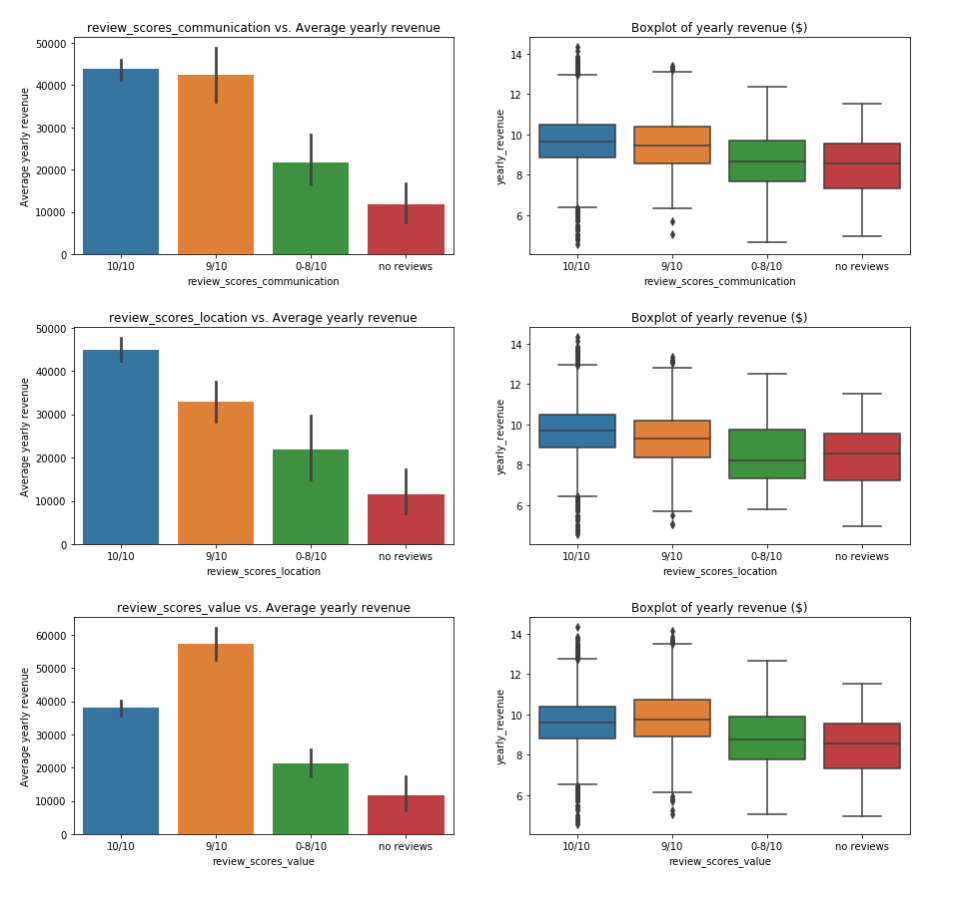 review_scores_communication vs. Average yearly revenue
Average yearly revenue
50000
40000
30000
20000
10000
0
10/10 9/10 0-8/10 no reviews
review_scores_communication
Boxplot of yearly revenue ($)
yearly_revenue
14
12
10
8
6
10/10 9/10 0-8/10 no reviews
review_scores_communication
review_scores_location vs. Average yearly revenue
Average yearly revenue
50000
40000
30000
20000
10000
0
10/10 9/10 0-8/10 no reviews
review_scores_location
Boxplot of yearly revenue ($)
yearly_revenue
14
12
10
8
6
10/10 9/10 0-8/10 no reviews
review_scores_location
review_scores_value vs. Average yearly revenue
Average yearly revenue
60000
50000
40000
30000
20000
10000
0
10/10 9/10 0-8/10 no reviews
review_scores_value
Boxplot of yearly revenue ($)
yearly_revenue
14
12
10
8
6
10/10 9/10 0-8/10 no reviews
review_scores_value